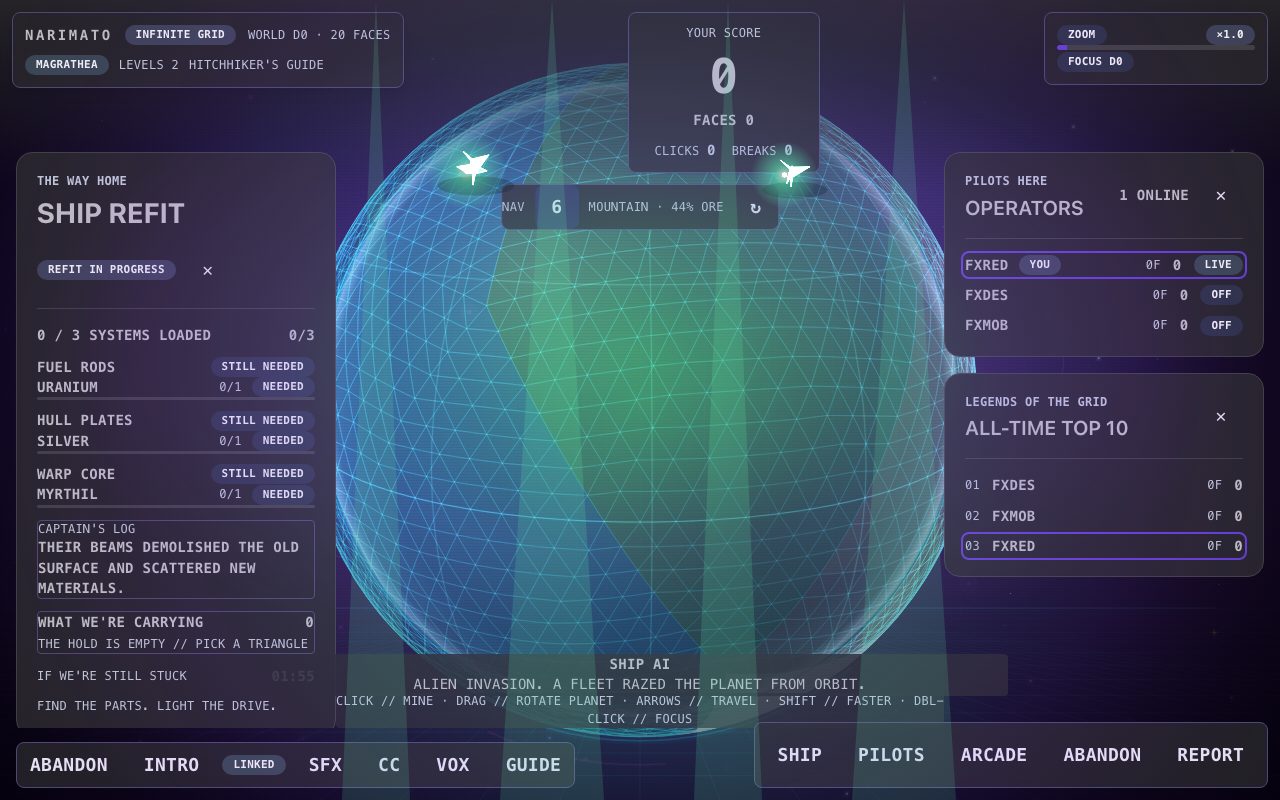 NARIMATO INFINITE GRID WORLD D0 · 20 FACES
MAGRATHEA LEVELS 2 HITCHHIKER'S GUIDE
YOUR SCORE
0
FACES 0
CLICKS 0 BREAKS 0
ZOOM ×1.0
FOCUS D0
NAV 6 MOUNTAIN · 44% ORE ↻
THE WAY HOME
SHIP REFIT
REFIT IN PROGRESS ×
0 / 3 SYSTEMS LOADED 0/3
FUEL RODS STILL NEEDED
URANIUM 0/1 NEEDED
HULL PLATES STILL NEEDED
SILVER 0/1 NEEDED
WARP CORE STILL NEEDED
MYRTHIL 0/1 NEEDED
CAPTAIN'S LOG
THEIR BEAMS DEMOLISHED THE OLD
SURFACE AND SCATTERED NEW
MATERIALS.
WHAT WE'RE CARRYING 0
THE HOLD IS EMPTY // PICK A TRIANGLE
IF WE'RE STILL STUCK 01:55
FIND THE PARTS. LIGHT THE DRIVE.
PILOTS HERE
OPERATORS 1 ONLINE ×
FXRED YOU 0F 0 LIVE
FXDES 0F 0 OFF
FXMOB 0F 0 OFF
LEGENDS OF THE GRID
ALL-TIME TOP 10 ×
01 FXDES 0F 0
02 FXMOB 0F 0
03 FXRED 0F 0
SHIP AI
ALIEN INVASION. A FLEET RAZED THE PLANET FROM ORBIT.
CLICK // MINE · DRAG // ROTATE PLANET · ARROWS // TRAVEL · SHIFT // FASTER · DBL-
CLICK // FOCUS
ABANDON INTRO LINKED SFX CC VOX GUIDE
SHIP PILOTS ARCADE ABANDON REPORT